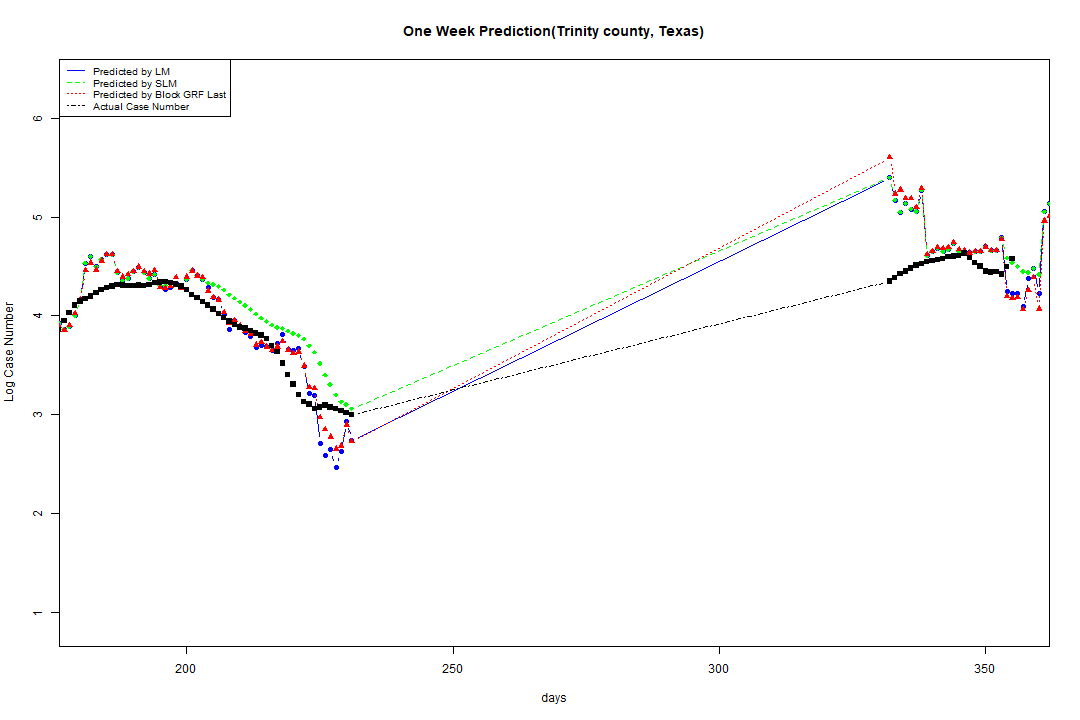 One Week Prediction(Trinity county, Texas)
Predicted by LM
Predicted by SLM
Predicted by Block GRF Last
Actual Case Number
6
5
4
3
2
1
Log Case Number
200
250
300
350
days